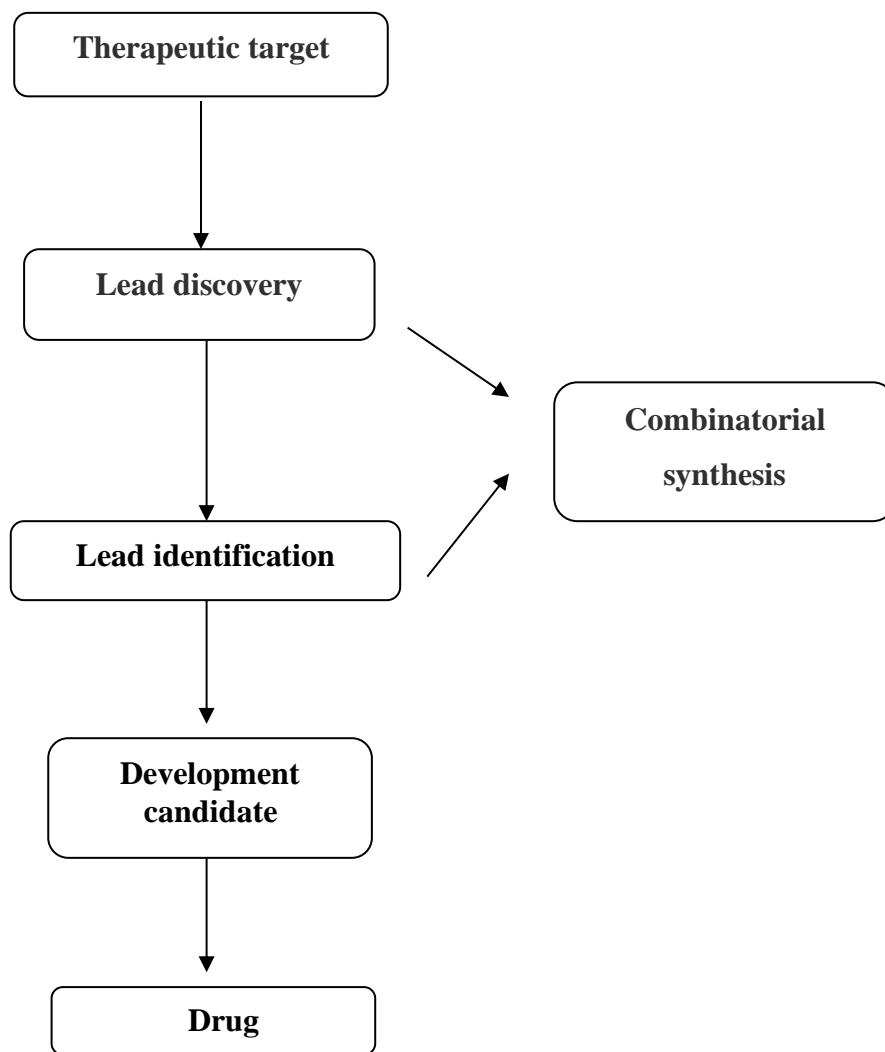 Therapeutic target
Lead discovery
Combinatorial
synthesis
Lead identification
Development
candidate
Drug